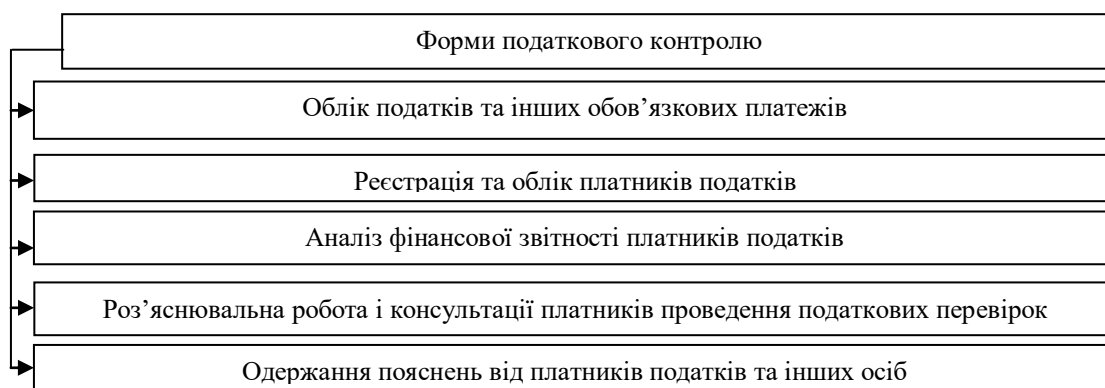 Форми податкового контролю
Облік податків та інших обов’язкових платежів
Реєстрація та облік платників податків
Аналіз фінансової звітності платників податків
Роз’яснювальна робота і консультації платників проведення податкових перевірок
Одержання пояснень від платників податків та інших осіб